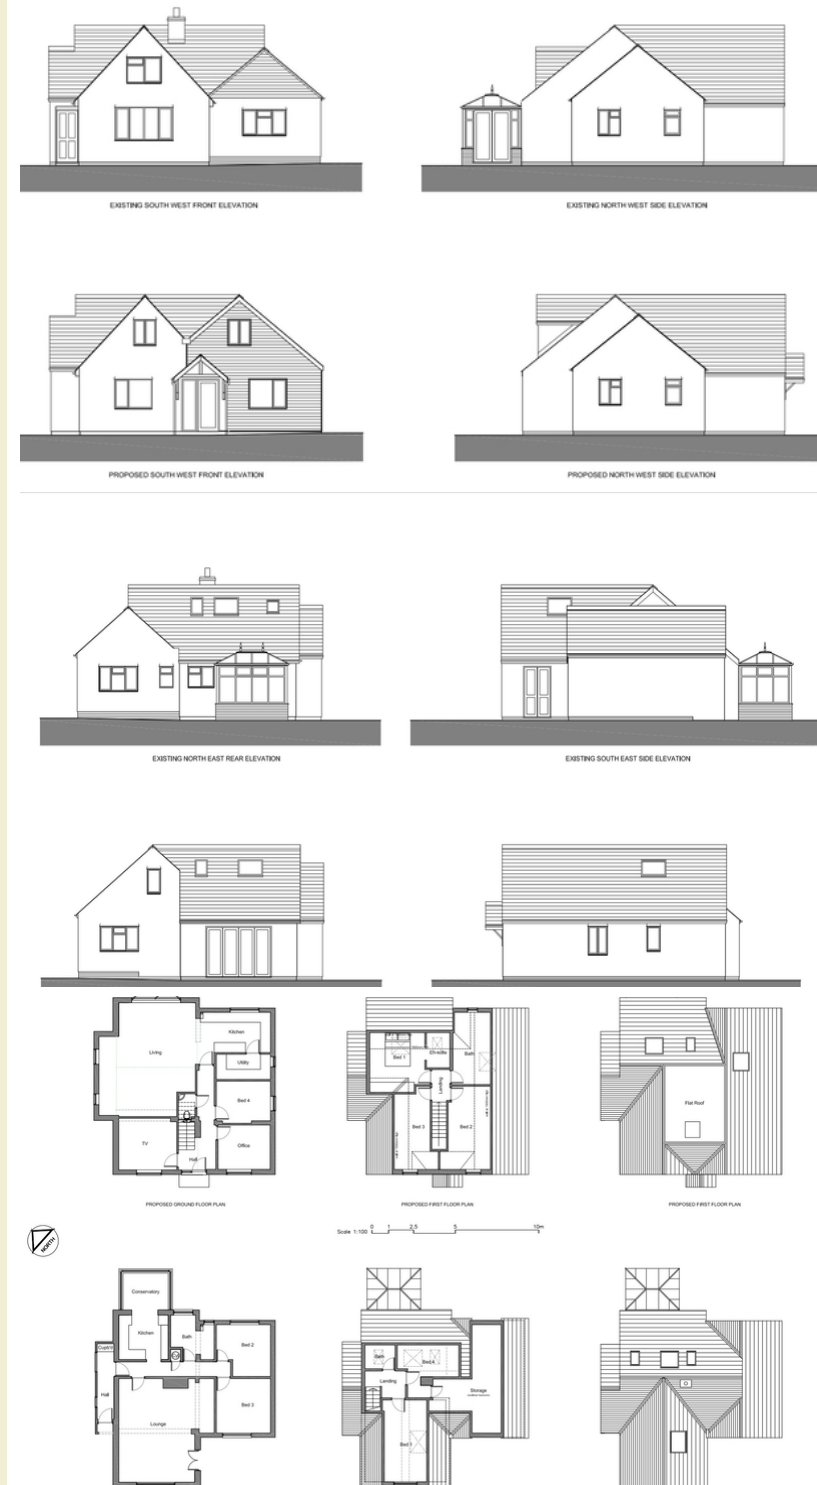 EXISTING SOUTH WEST FRONT ELEVATION
EXISTING NORTH WEST SIDE ELEVATION
PROPOSED SOUTH WEST FRONT ELEVATION
PROPOSED NORTH WEST SIDE ELEVATION
EXISTING NORTH EAST REAR ELEVATION
EXISTING SOUTH EAST SIDE ELEVATION
Living
Kitchen
Utility
Bed 4
TV
Hall
Office
PROPOSED GROUND FLOOR PLAN
Bed 1
En-suite
Bath
Landing
Bed 3
Bed 2
PROPOSED FIRST FLOOR PLAN
Flat Roof
PROPOSED FIRST FLOOR PLAN
NORTH
Scale 1:100 0 1 2.5 5 10m
Conservatory
Kitchen
Bath
Bed 2
Cupb'd
Hall
Bed 3
Lounge
Bath
Bed 4
Landing
Storage
Bed 1